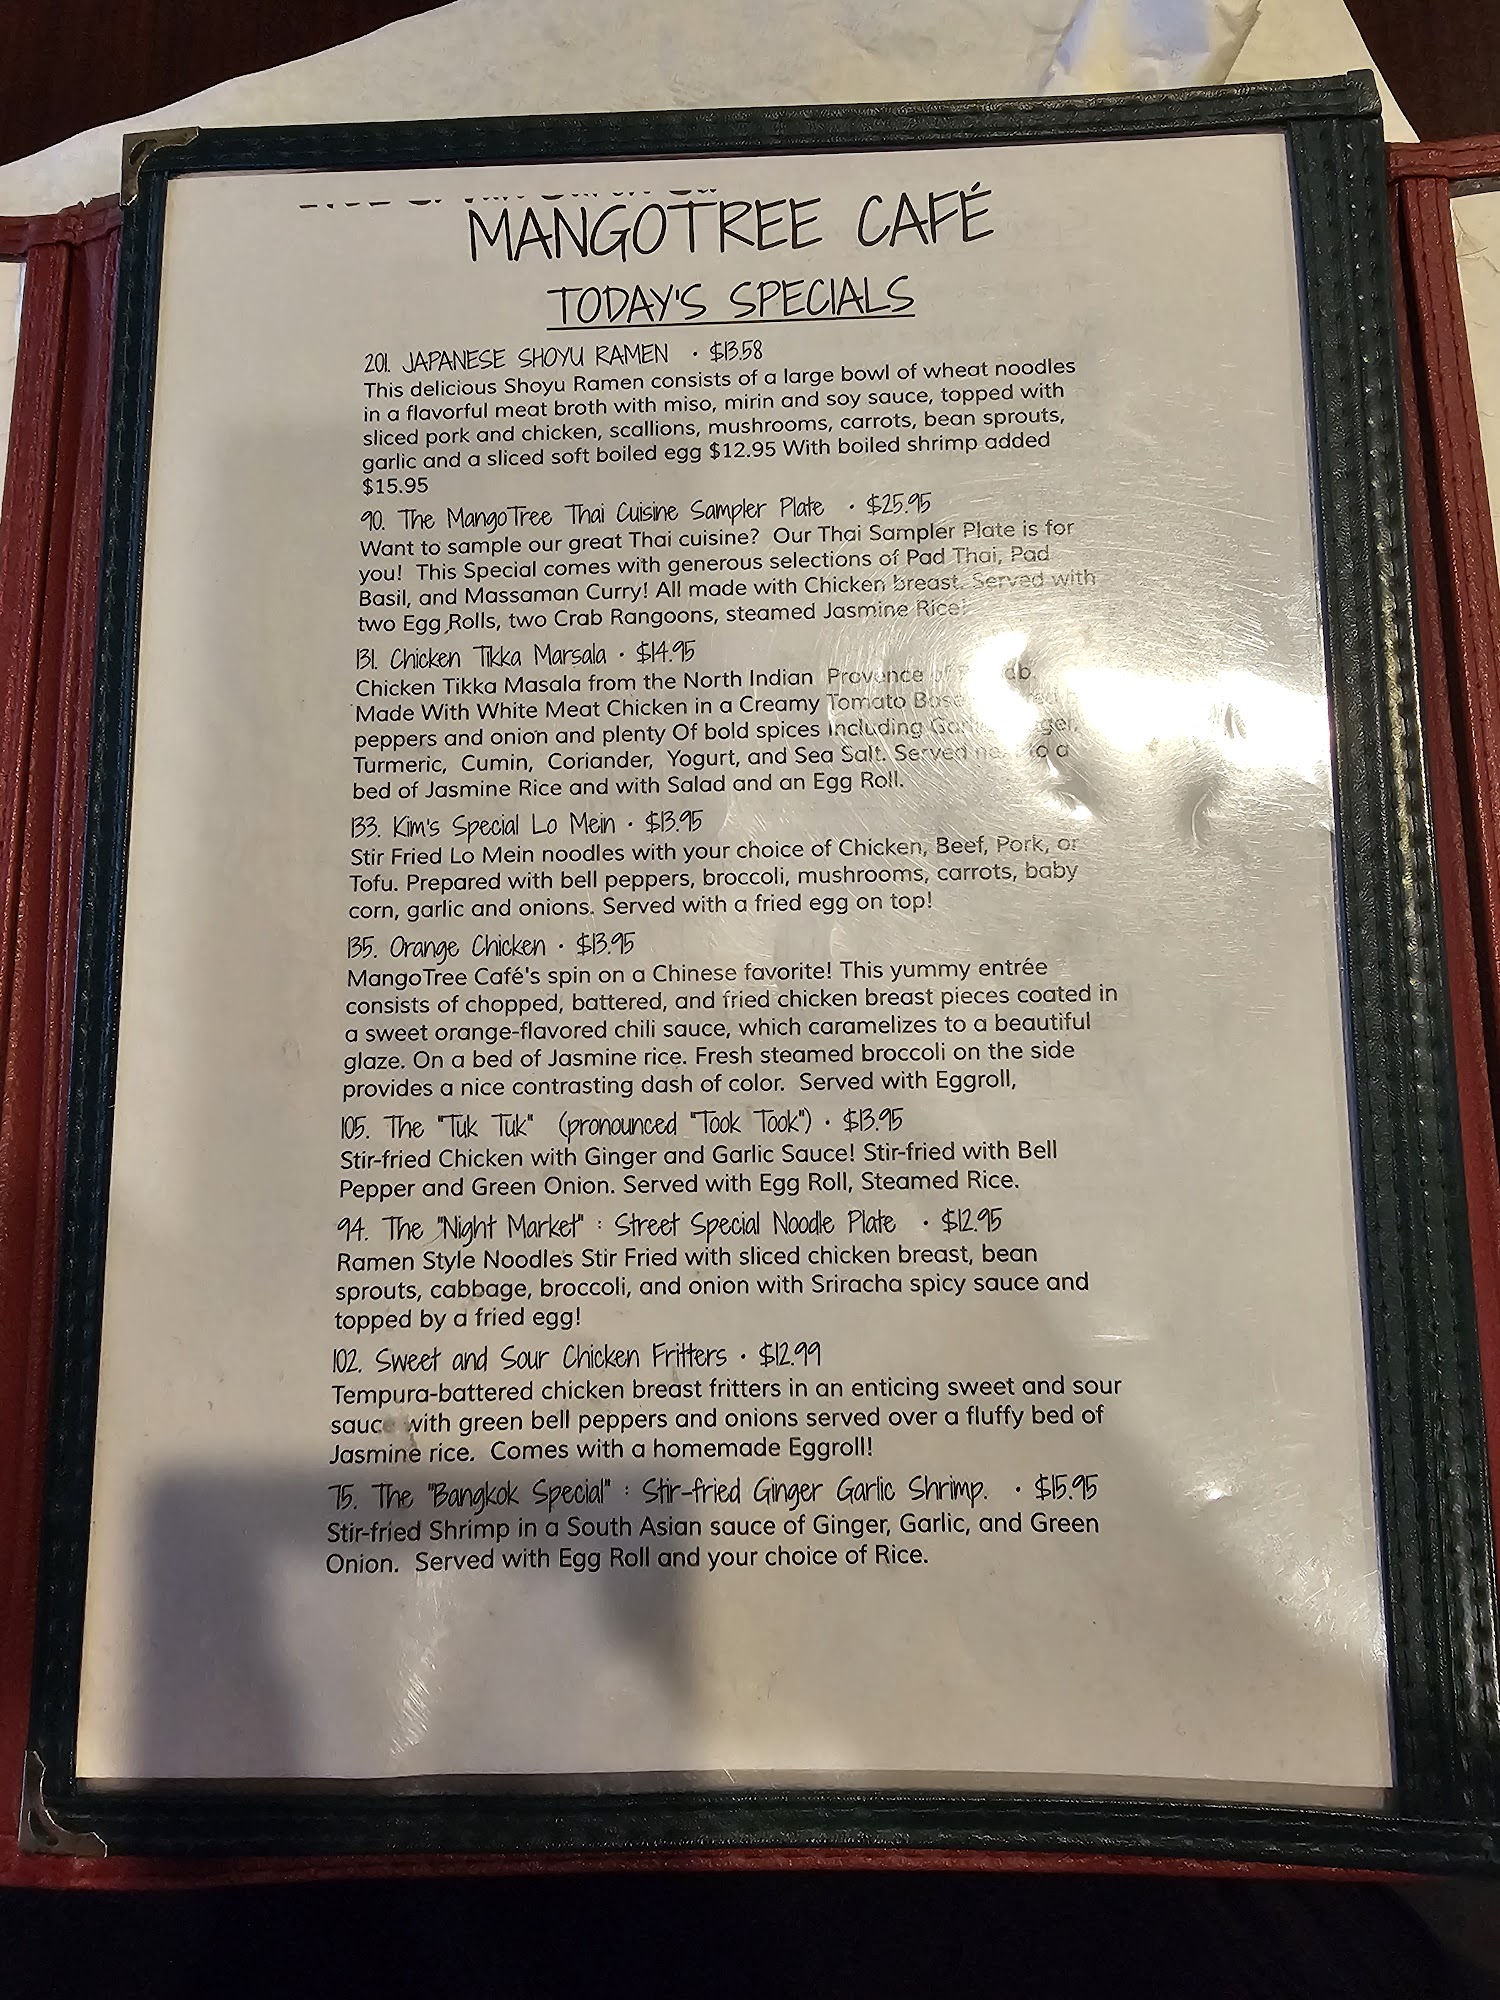 MANGOTREE CAFÉ
TODAY'S SPECIALS
201. JAPANESE SHOYU RAMEN • $13.58
This delicious Shoyu Ramen consists of a large bowl of wheat noodles
in a flavorful meat broth with miso, mirin and soy sauce, topped with
sliced pork and chicken, scallions, mushrooms, carrots, bean sprouts,
garlic and a sliced soft boiled egg $12.95 With boiled shrimp added
$15.95
90. The MangoTree Thai Cuisine Sampler Plate • $25.95
Want to sample our great Thai cuisine? Our Thai Sampler Plate is for
you! This Special comes with generous selections of Pad Thai, Pad
Basil, and Massaman Curry! All made with Chicken breast. Served with
two Egg Rolls, two Crab Rangoons, steamed Jasmine Rice!
131. Chicken Tikka Marsala • $14.95
Chicken Tikka Masala from the North Indian Provence of
Made With White Meat Chicken in a Creamy Tomato
peppers and onion and plenty Of bold spices Including
Turmeric, Cumin, Coriander, Yogurt, and Sea Salt. Served to a
bed of Jasmine Rice and with Salad and an Egg Roll.
133. Kim's Special Lo Mein • $13.95
Stir Fried Lo Mein noodles with your choice of Chicken, Beef, Pork, or
Tofu. Prepared with bell peppers, broccoli, mushrooms, carrots, baby
corn, garlic and onions. Served with a fried egg on top!
135. Orange Chicken • $13.95
MangoTree Café's spin on a Chinese favorite! This yummy entrée
consists of chopped, battered, and fried chicken breast pieces coated in
a sweet orange-flavored chili sauce, which caramelizes to a beautiful
glaze. On a bed of Jasmine rice. Fresh steamed broccoli on the side
provides a nice contrasting dash of color. Served with Eggroll,
105. The "Tuk Tuk" (pronounced "Took Took") • $13.95
Stir-fried Chicken with Ginger and Garlic Sauce! Stir-fried with Bell
Pepper and Green Onion. Served with Egg Roll, Steamed Rice.
94. The "Night Market" : Street Special Noodle Plate • $12.95
Ramen Style Noodles Stir Fried with sliced chicken breast, bean
sprouts, cabbage, broccoli, and onion with Sriracha spicy sauce and
topped by a fried egg!
102. Sweet and Sour Chicken Fritters • $12.99
Tempura-battered chicken breast fritters in an enticing sweet and sour
sauce with green bell peppers and onions served over a fluffy bed of
Jasmine rice. Comes with a homemade Eggroll!
75. The "Bangkok Special" : Stir-fried Ginger Garlic Shrimp. • $15.95
Stir-fried Shrimp in a South Asian sauce of Ginger, Garlic, and Green
Onion. Served with Egg Roll and your choice of Rice.